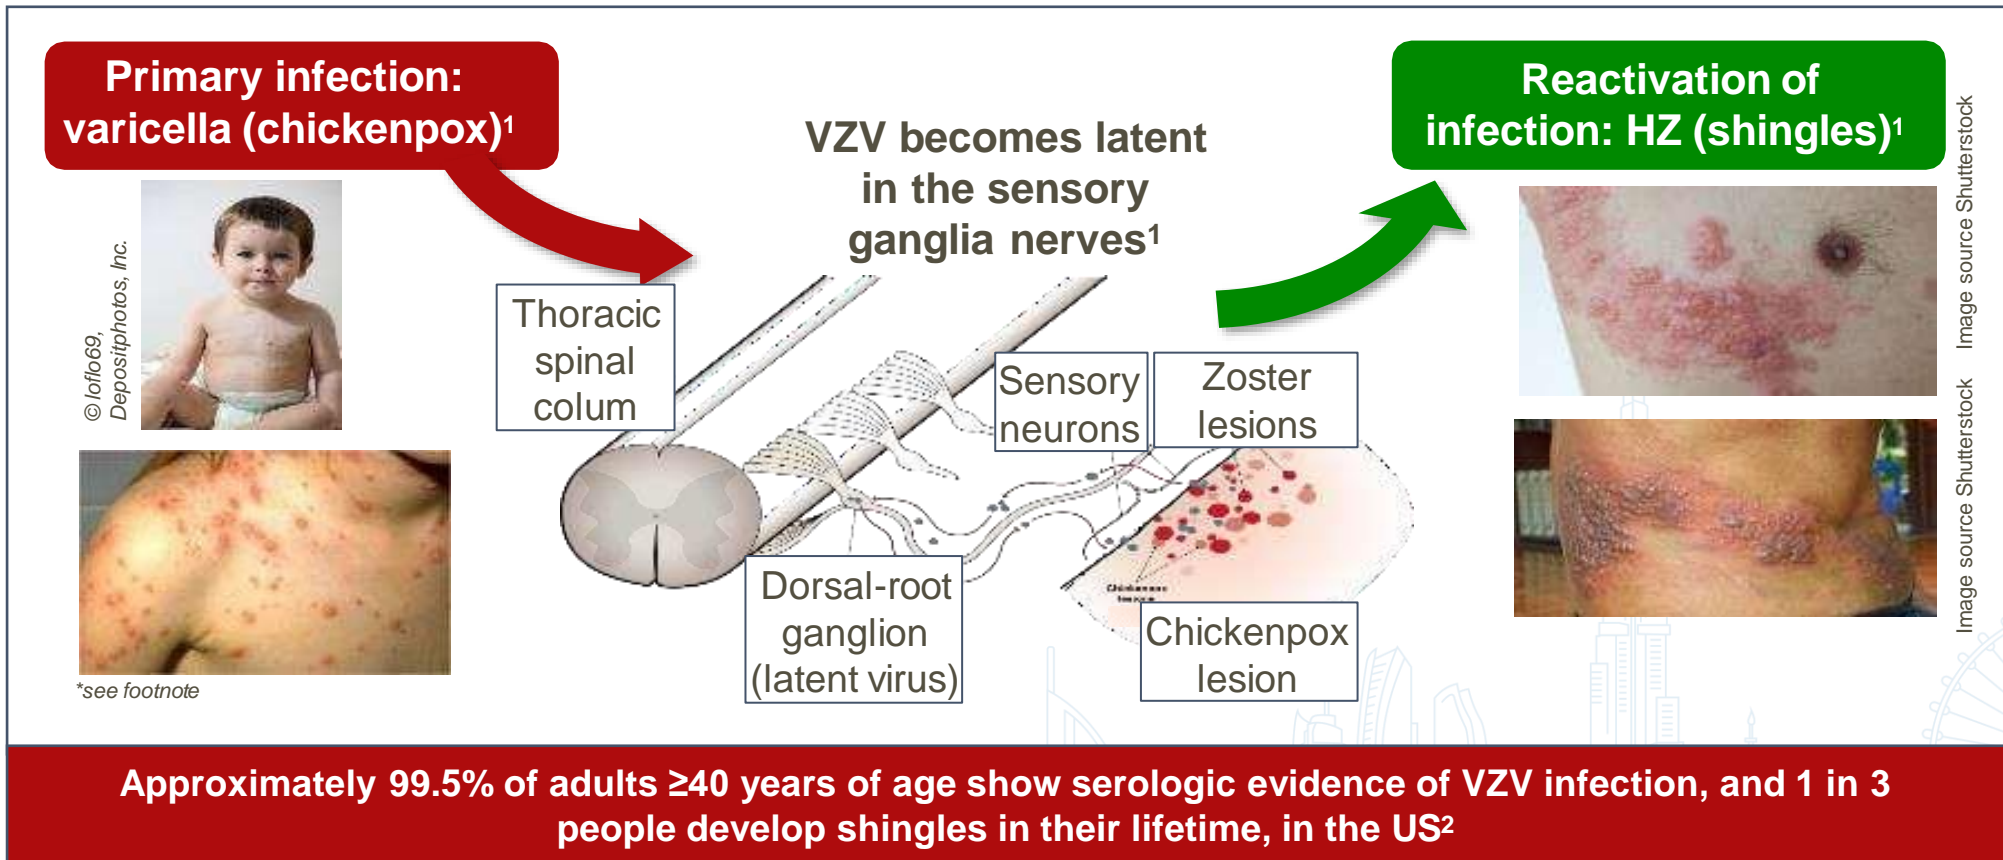 Primary infection:
varicella (chickenpox)¹
VZV becomes latent
in the sensory
ganglia nerves¹
Reactivation of
infection: HZ (shingles)¹
© loflo69,
Depositphotos, Inc.
*see footnote
Thoracic
spinal
colum
Sensory
neurons
Zoster
lesions
Dorsal-root
ganglion
(latent virus)
Chickenpox
lesion
Chickenpox
lesion
Image source Shutterstock
Image source Shutterstock
Approximately 99.5% of adults ≥40 years of age show serologic evidence of VZV infection, and 1 in 3
people develop shingles in their lifetime, in the US²